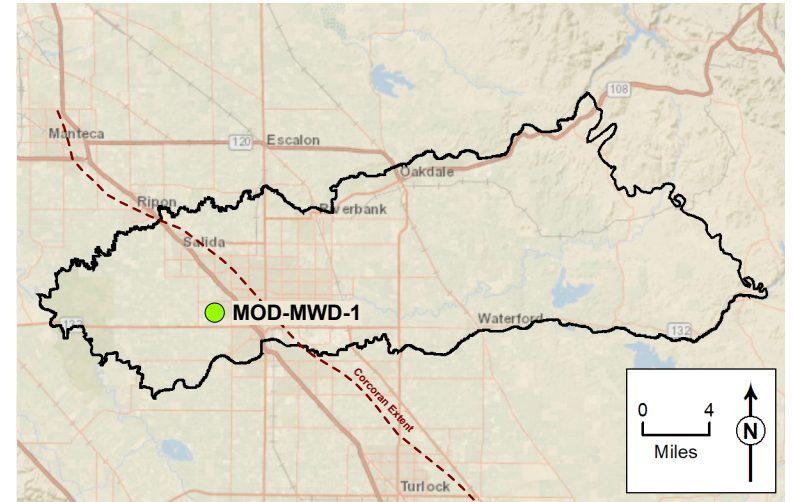 108
Manteca
120
Escalon
Oakdale
Ripon
Riverbank
Salida
MOD-MWD-1
Waterford
132
132
Corcoran Extent
0 4
Miles
N
Turlock